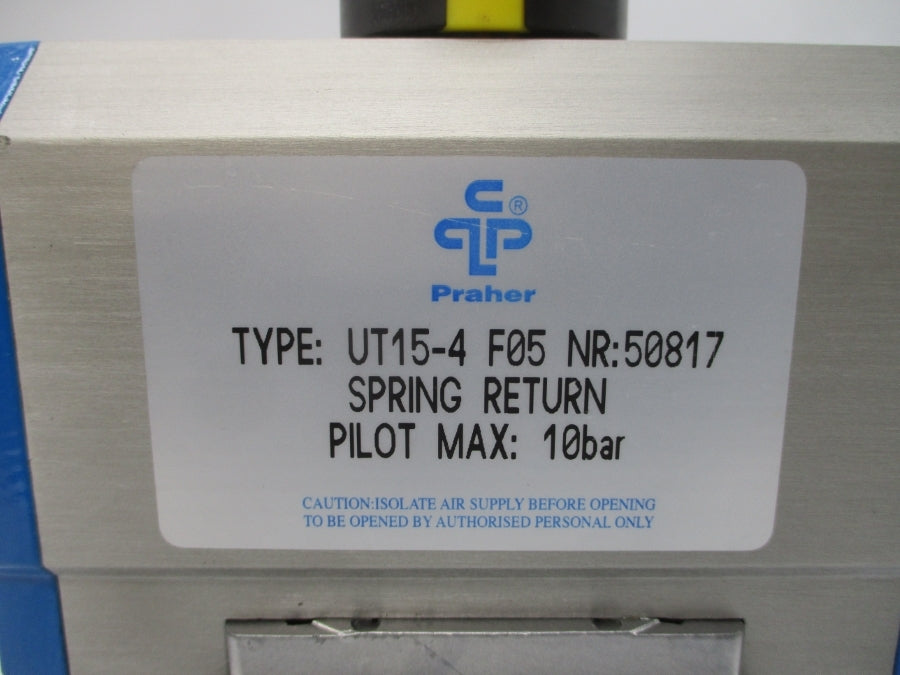 ®
Praher
TYPE: UT15-4 F05 NR:50817
SPRING RETURN
PILOT MAX: 10bar
CAUTION:ISOLATE AIR SUPPLY BEFORE OPENING
TO BE OPENED BY AUTHORISED PERSONAL ONLY